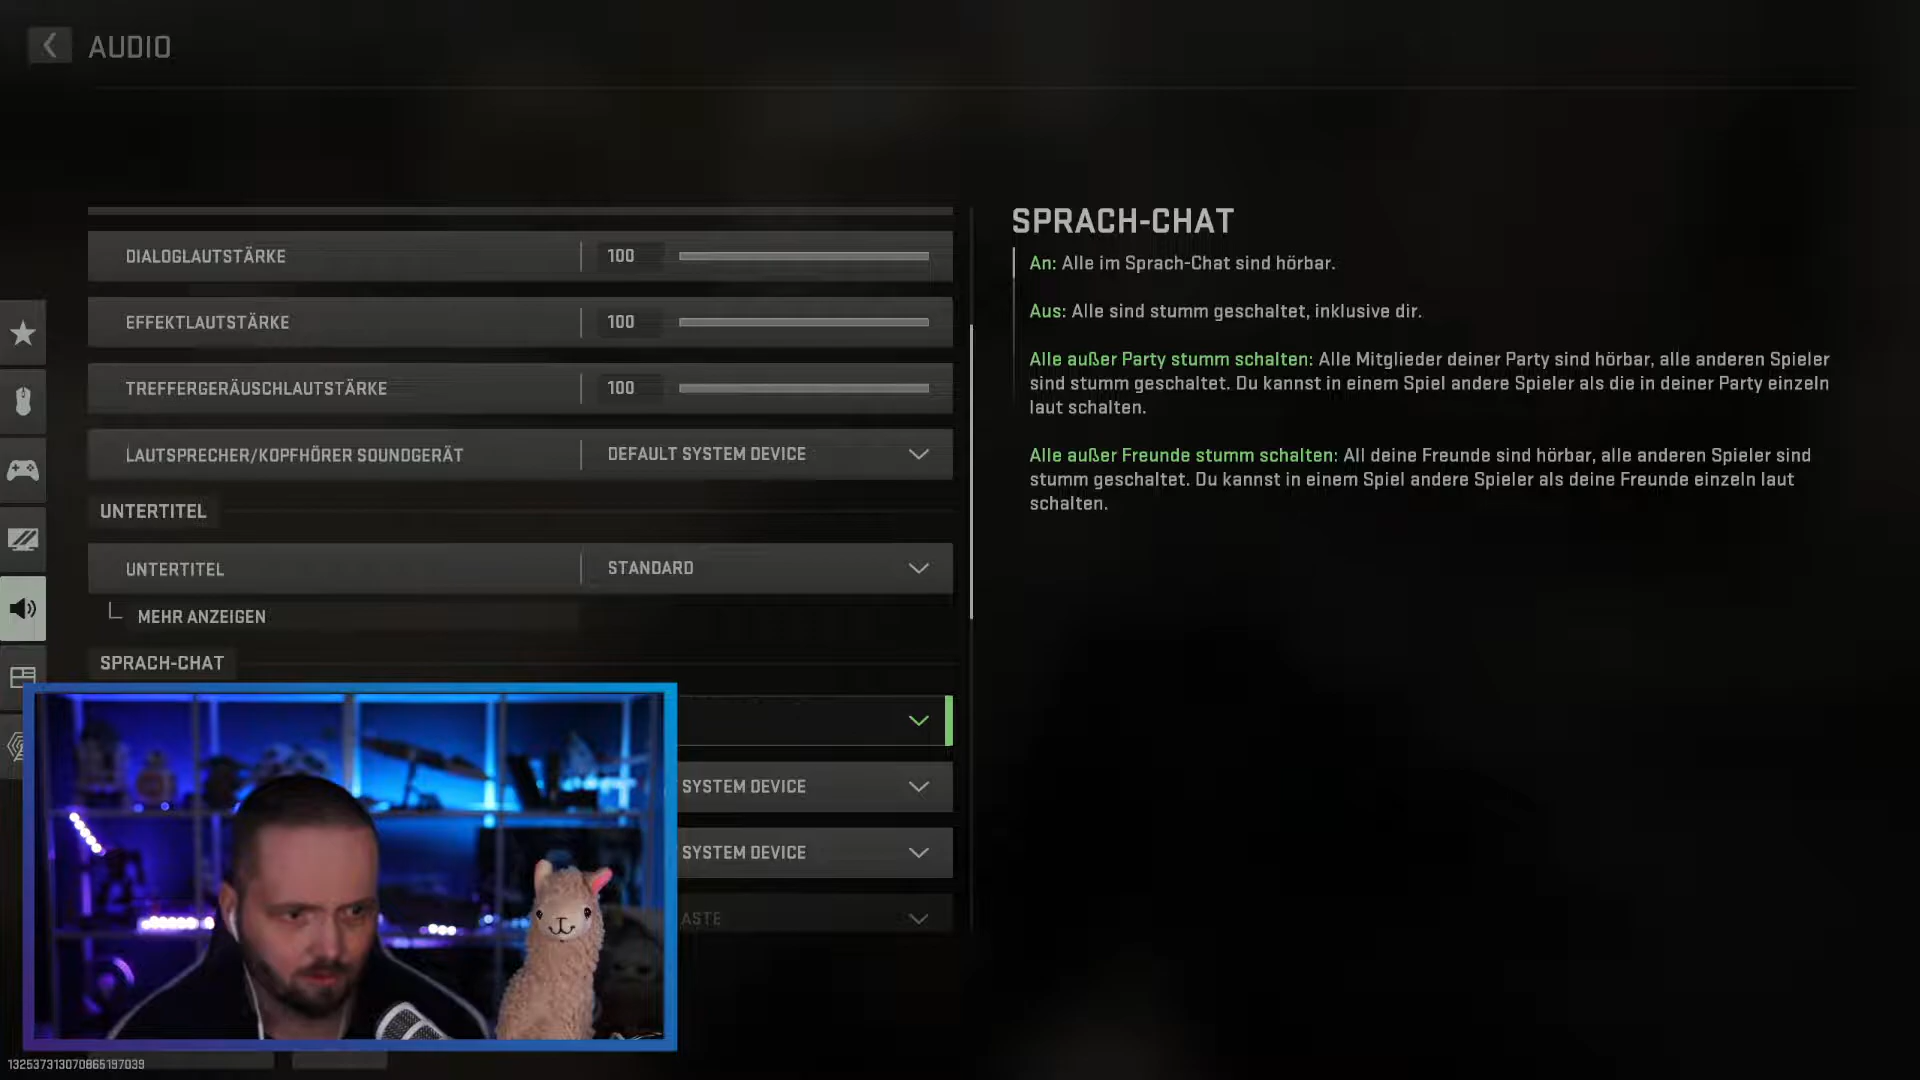 AUDIO
DIALOGLAUTSTÄRKE 100
EFFEKTLAUTSTÄRKE 100
TREFFERGERÄUSCHLAUTSTÄRKE 100
LAUTSPRECHER/KOPFHÖRER SOUNDGERÄT DEFAULT SYSTEM DEVICE
UNTERTITEL
UNTERTITEL STANDARD
MEHR ANZEIGEN
SPRACH-CHAT
SYSTEM DEVICE
SYSTEM DEVICE
ASTE
SPRACH-CHAT
An: Alle im Sprach-Chat sind hörbar.
Aus: Alle sind stumm geschaltet, inklusive dir.
Alle außer Party stumm schalten: Alle Mitglieder deiner Party sind hörbar, alle anderen Spieler
sind stumm geschaltet. Du kannst in einem Spiel andere Spieler als die in deiner Party einzeln
laut schalten.
Alle außer Freunde stumm schalten: All deine Freunde sind hörbar, alle anderen Spieler sind
stumm geschaltet. Du kannst in einem Spiel andere Spieler als deine Freunde einzeln laut
schalten.
13253731307086519​7039